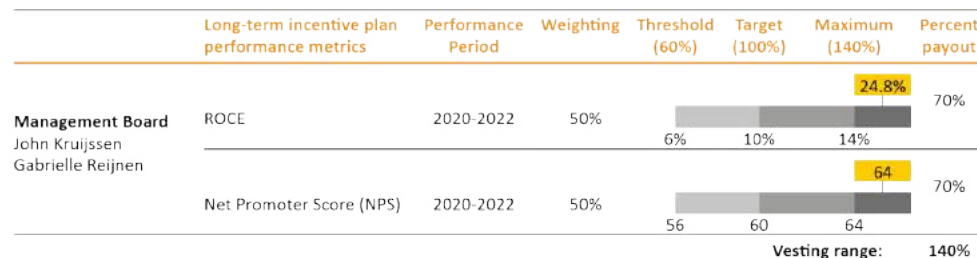 Long-term incentive plan performance metrics Performance Period Weighting Threshold (60%) Target (100%) Maximum (140%) Percent payout
Management Board
John Kruijssen
Gabrielle Reijnen
ROCE 2020-2022 50% 24.8% 70%
6% 10% 14%
Net Promoter Score (NPS) 2020-2022 50% 64 70%
56 60 64
Vesting range: 140%